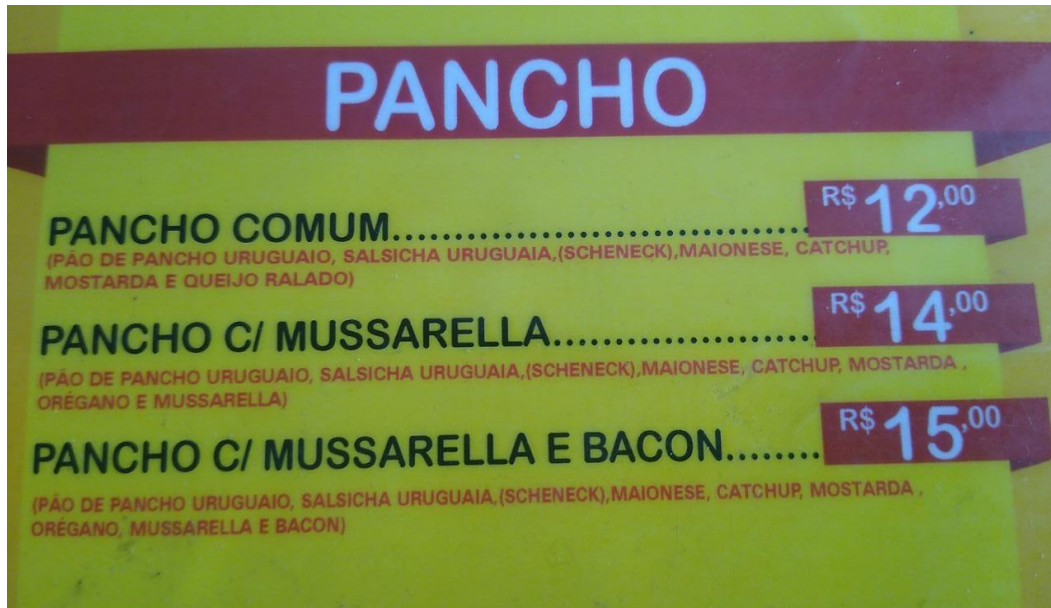 PANCHO
PANCHO COMUM.................................. R$ 12,00
(PÃO DE PANCHO URUGUAIO, SALSICHA URUGUAIA,(SCHENECK),MAIONESE, CATCHUP,
MOSTARDA E QUEIJO RALADO)
PANCHO C/ MUSSARELLA...................... R$ 14,00
(PÃO DE PANCHO URUGUAIO, SALSICHA URUGUAIA,(SCHENECK),MAIONESE, CATCHUP, MOSTARDA ,
ORÉGANO E MUSSARELLA)
PANCHO C/ MUSSARELLA E BACON........ R$ 15,00
(PÃO DE PANCHO URUGUAIO, SALSICHA URUGUAIA,(SCHENECK),MAIONESE, CATCHUP, MOSTARDA ,
ORÉGANO, MUSSARELLA E BACON)